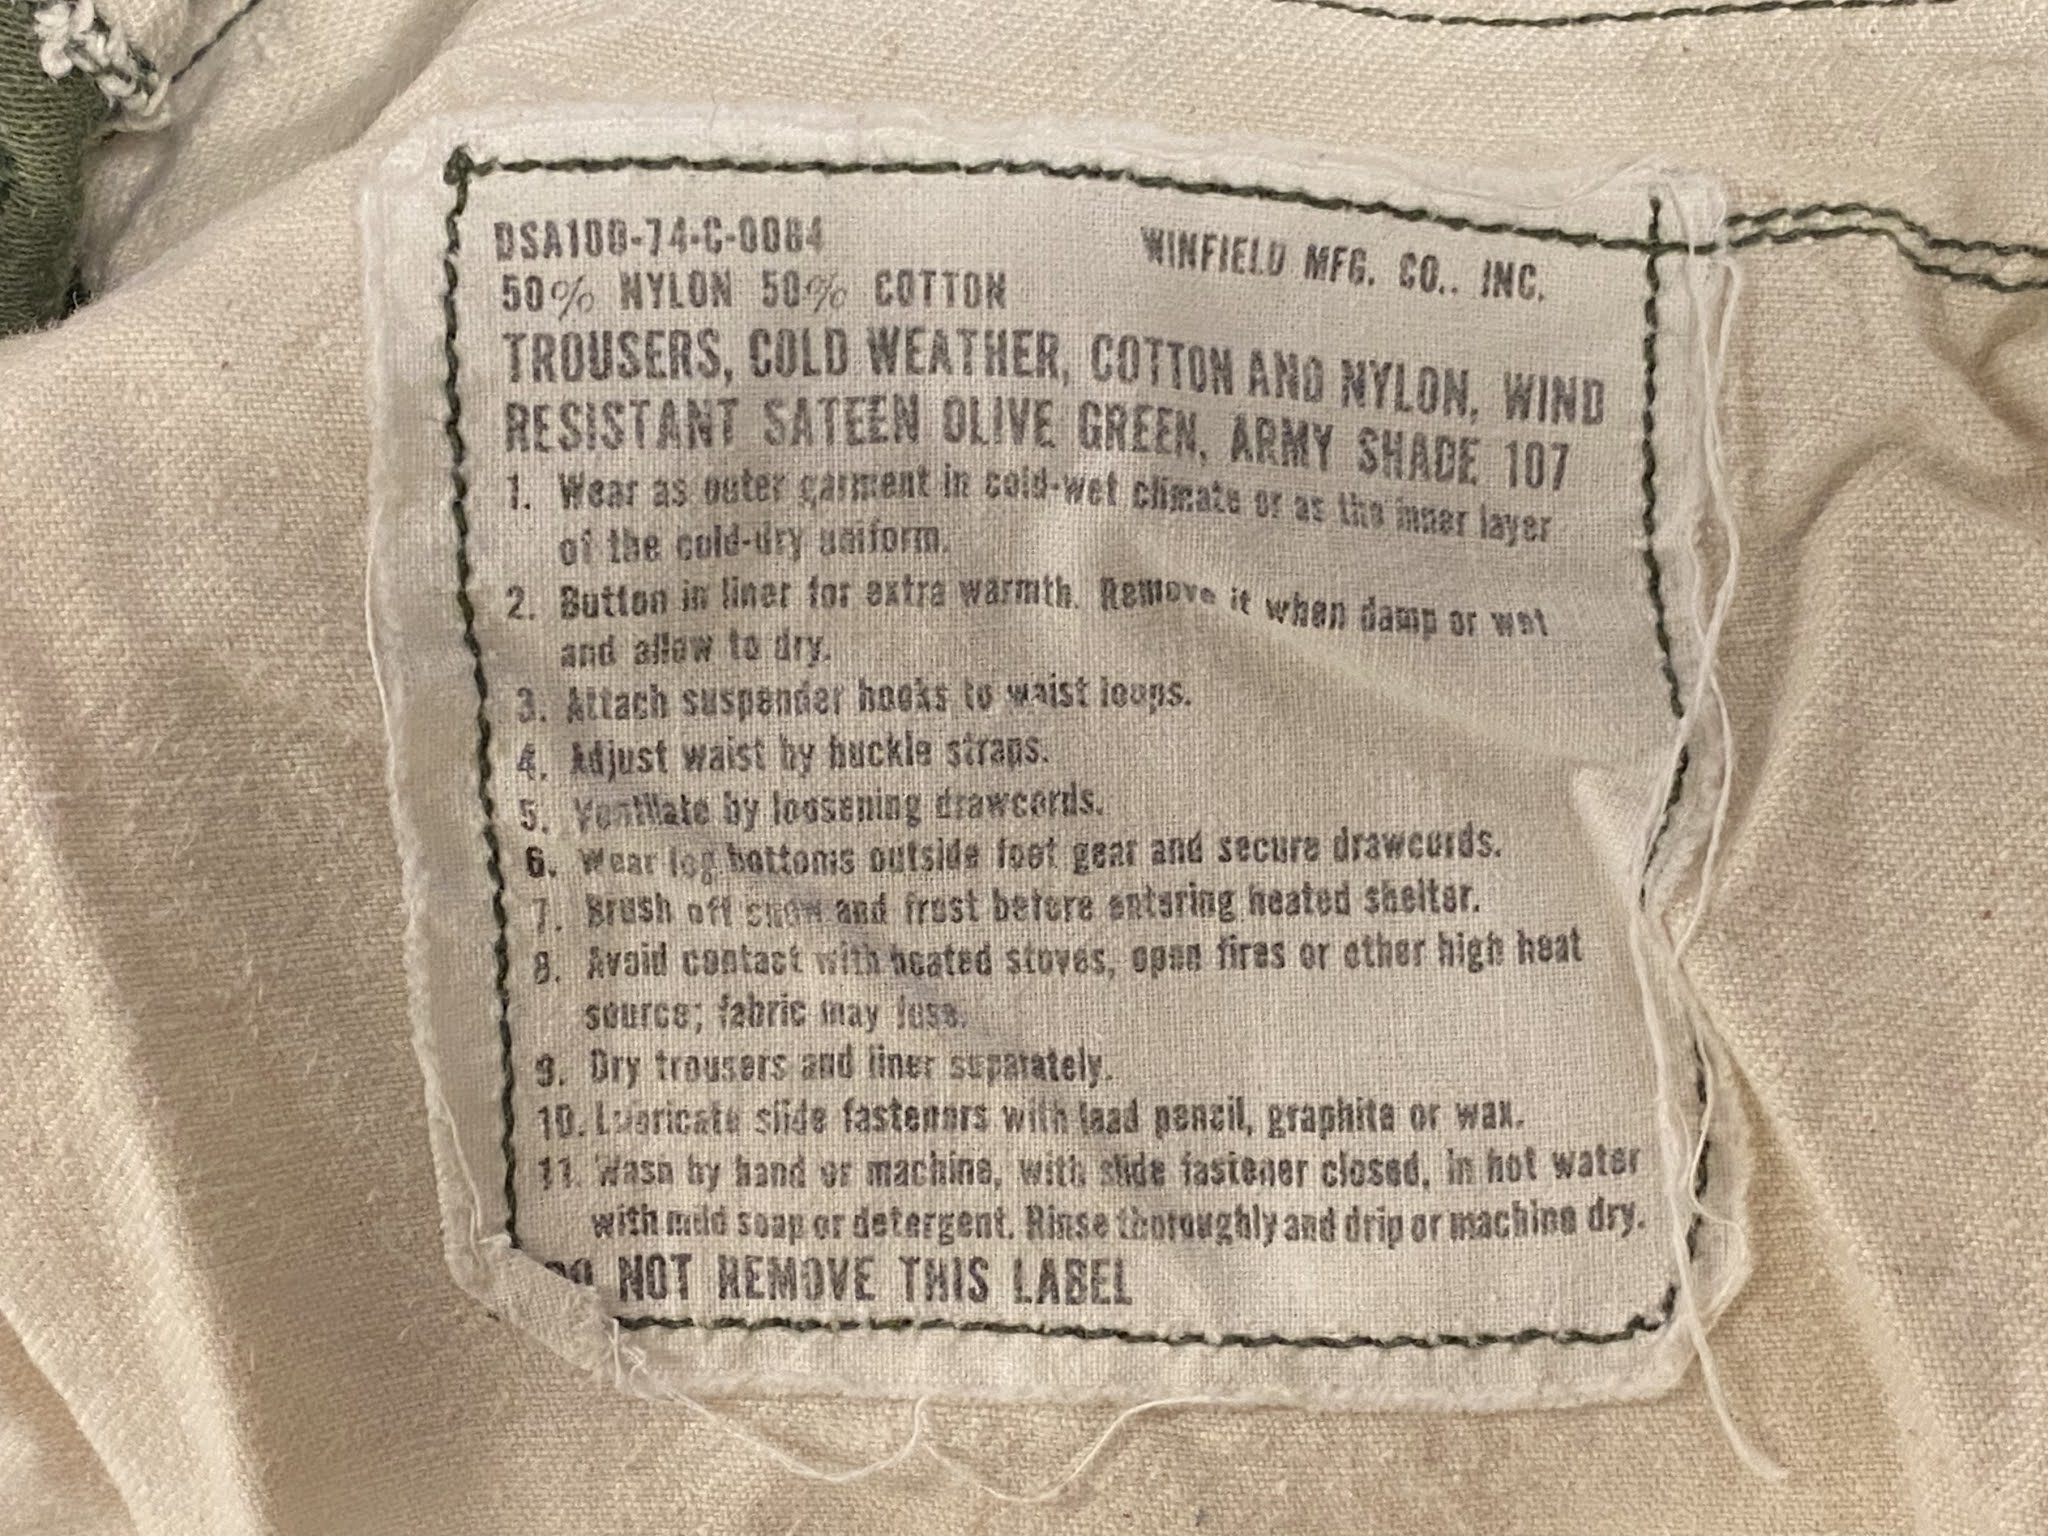 DSA100-74-C-0084
WINFIELD MFG. CO., INC.
50% NYLON 50% COTTON
TROUSERS, COLD WEATHER, COTTON AND NYLON, WIND
RESISTANT SATEEN OLIVE GREEN, ARMY SHADE 107
1. Wear as outer garment in cold-wet climate or as the inner layer
of the cold-dry uniform.
2. Button in liner for extra warmth. Remove it when damp or wet
and allow to dry.
3. Attach suspender hooks to waist loops.
4. Adjust waist by buckle straps.
5. Ventilate by loosening drawcords.
6. Wear leg bottoms outside foot gear and secure drawcords.
7. Brush off snow and frost before entering heated shelter.
8. Avoid contact with heated stoves, open fires or other high heat
source; fabric may fuse.
9. Dry trousers and liner separately.
10. Lubricate slide fasteners with lead pencil, graphite or wax.
11. Wash by hand or machine, with slide fastener closed, in hot water
with mild soap or detergent. Rinse thoroughly and drip or machine dry.
DO NOT REMOVE THIS LABEL